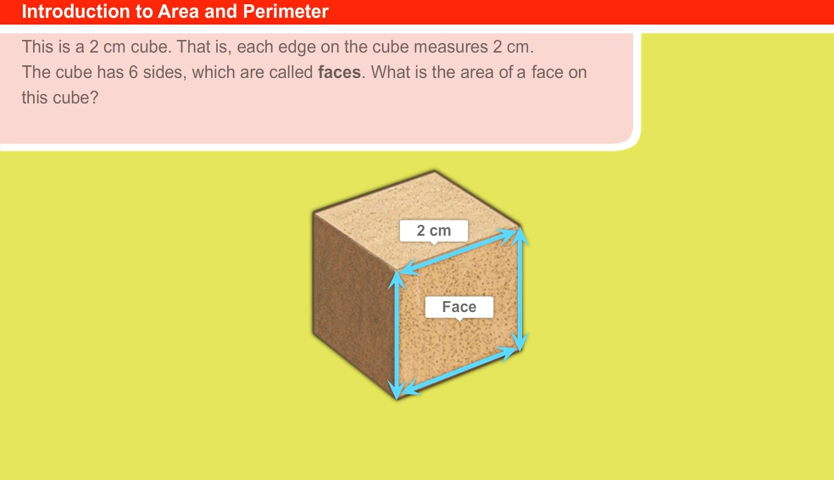 Introduction to Area and Perimeter
This is a 2 cm cube. That is, each edge on the cube measures 2 cm.
The cube has 6 sides, which are called faces. What is the area of a face on
this cube?
2 cm
Face